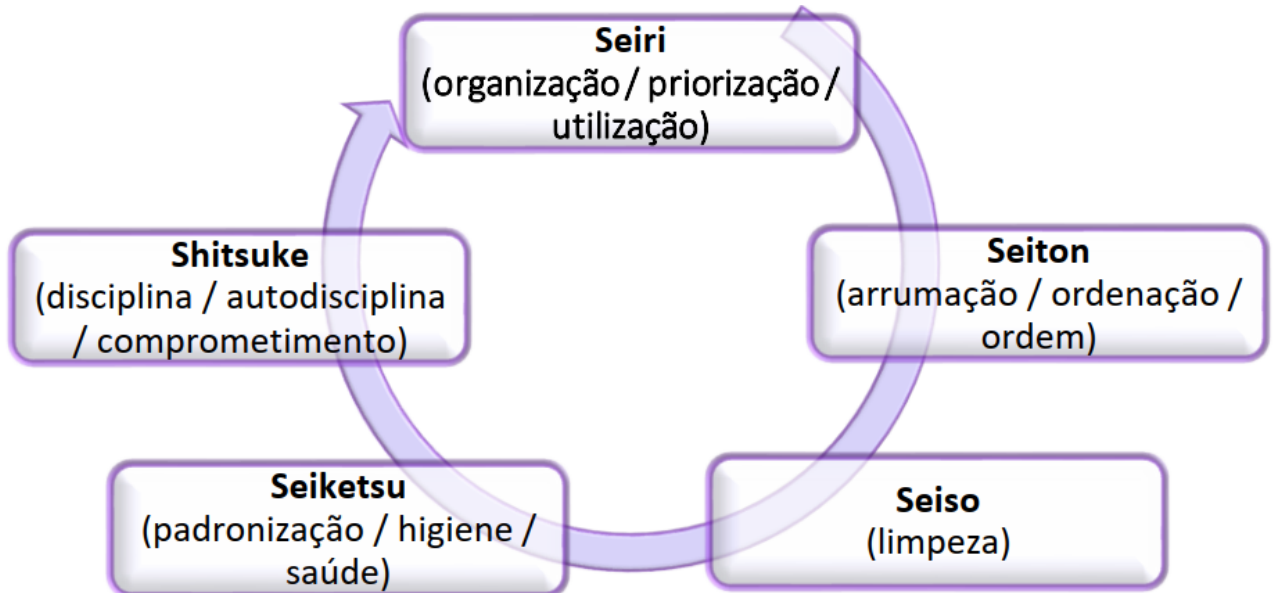 Seiri
(organização / priorização /
utilização)
Seiton
(arrumação / ordenação /
ordem)
Seiso
(limpeza)
Seiketsu
(padronização / higiene /
saúde)
Shitsuke
(disciplina / autodisciplina
/ comprometimento)